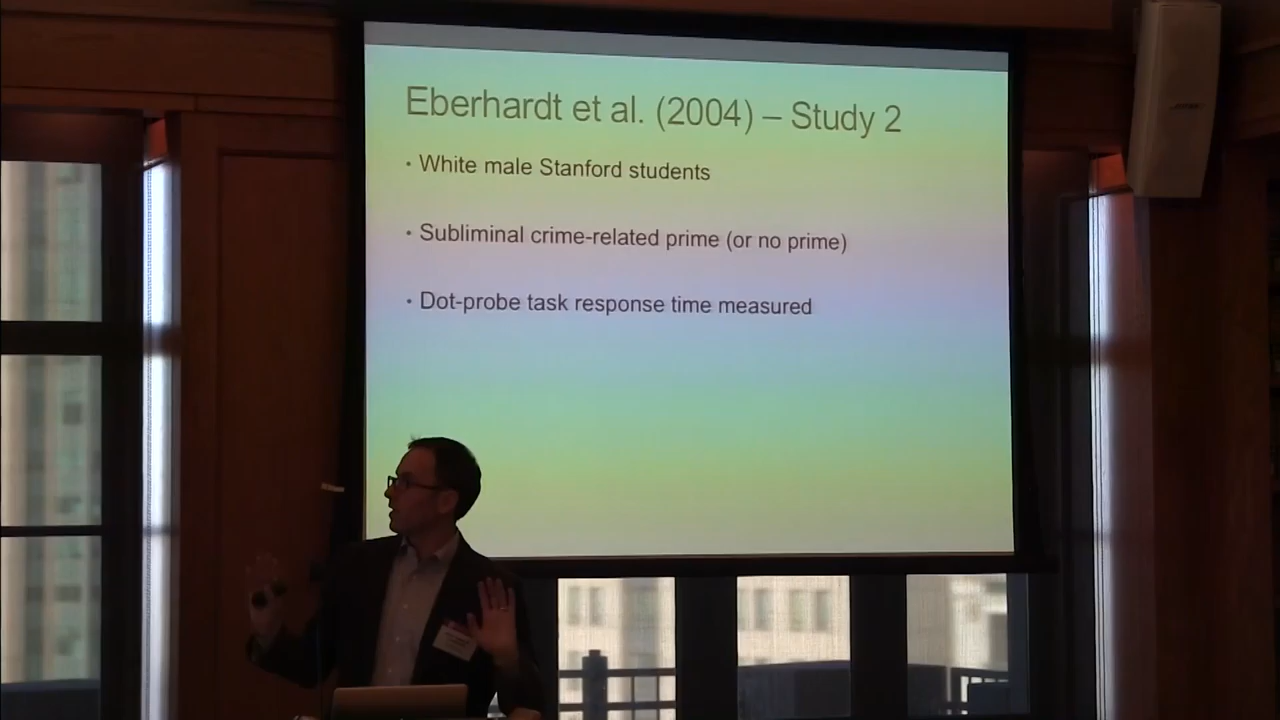 Eberhardt et al. (2004) – Study 2
• White male Stanford students
• Subliminal crime-related prime (or no prime)
• Dot-probe task response time measured